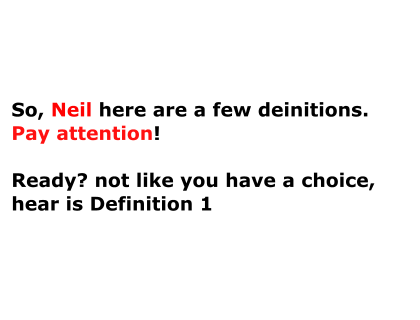 So, Neil here are a few deinitions.
Pay attention!
Ready? not like you have a choice,
hear is Definition 1